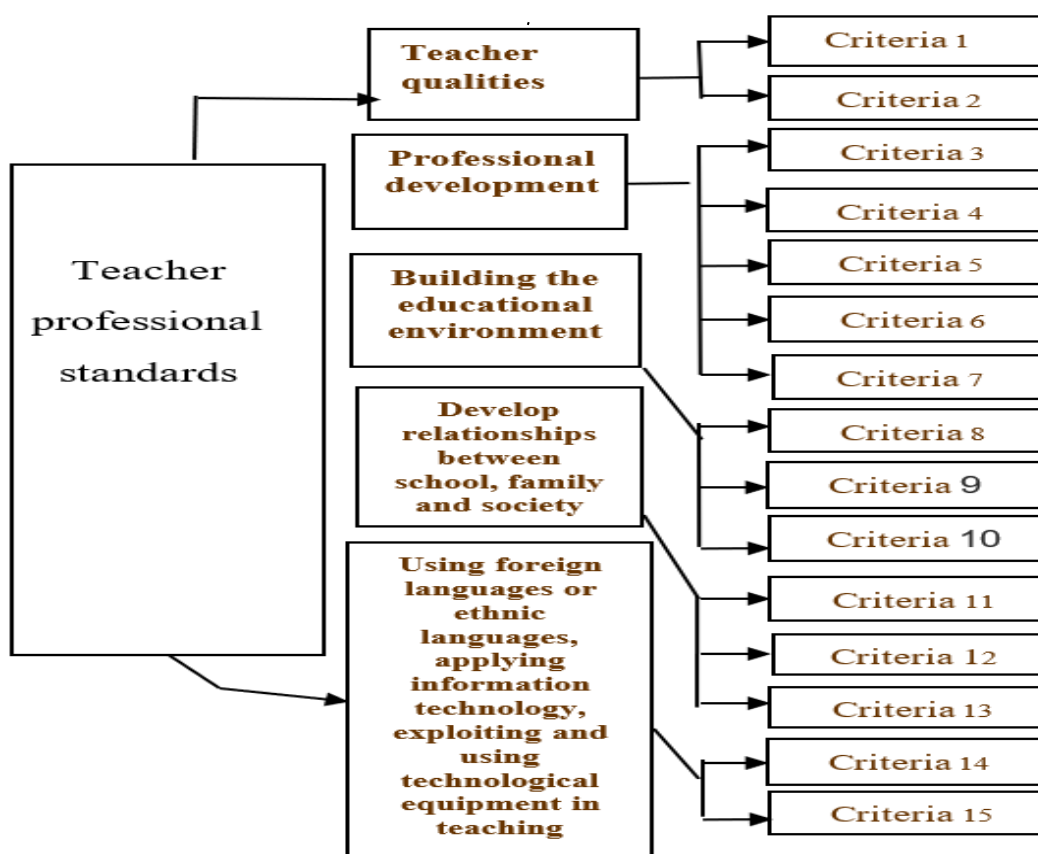 Teacher
professional
standards
Teacher
qualities
Professional
development
Building the
educational
environment
Develop
relationships
between
school, family
and society
Using foreign
languages or
ethnic
languages,
applying
information
technology,
exploiting and
using
technological
equipment in
teaching
Criteria 1
Criteria 2
Criteria 3
Criteria 4
Criteria 5
Criteria 6
Criteria 7
Criteria 8
Criteria 9
Criteria 10
Criteria 11
Criteria 12
Criteria 13
Criteria 14
Criteria 15